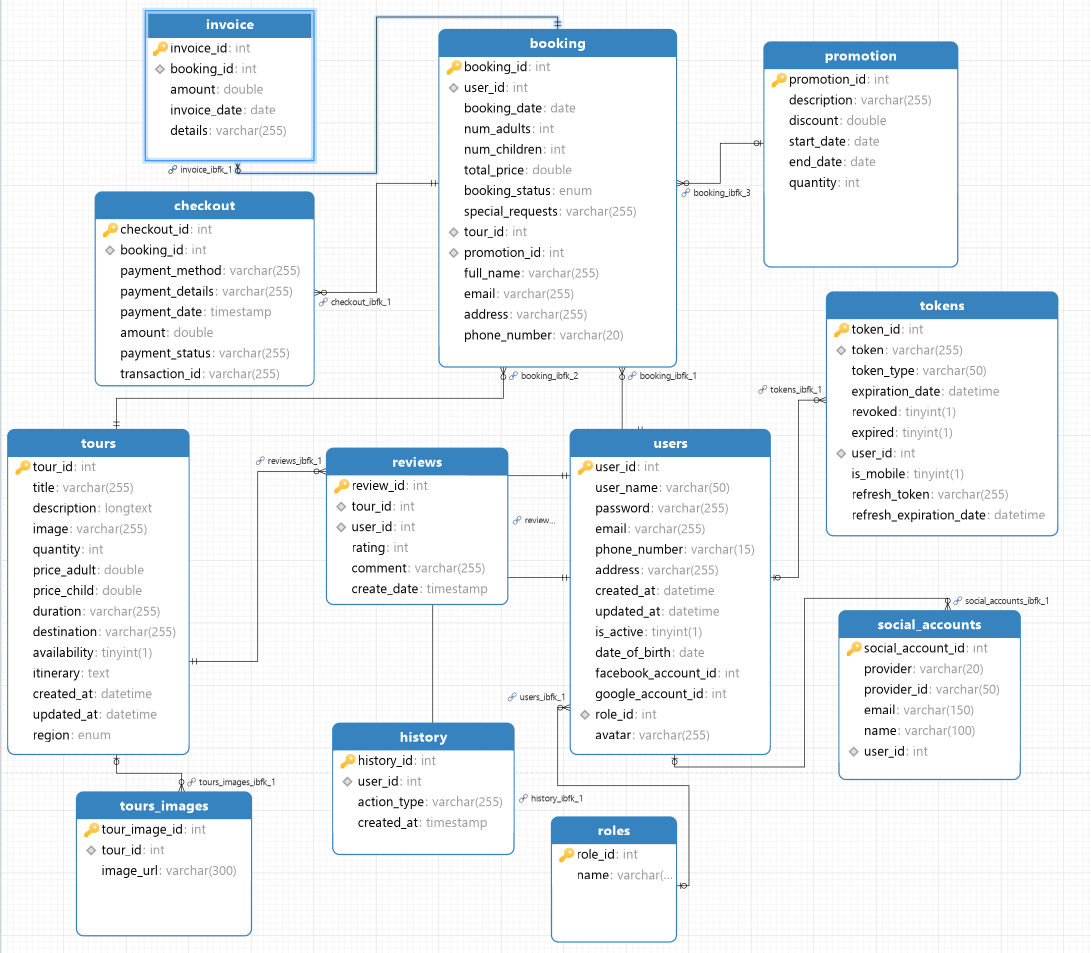 invoice
invoice_id: int
booking_id: int
amount: double
invoice_date: date
details: varchar(255)
invoice_ibfk_1
booking
booking_id: int
user_id: int
booking_date: date
num_adults: int
num_children: int
total_price: double
booking_status: enum
special_requests: varchar(255)
tour_id: int
promotion_id: int
full_name: varchar(255)
email: varchar(255)
address: varchar(255)
phone_number: varchar(20)
promotion
promotion_id: int
description: varchar(255)
discount: double
start_date: date
end_date: date
quantity: int
booking_ibfk_3
checkout
checkout_id: int
booking_id: int
payment_method: varchar(255)
payment_details: varchar(255)
payment_date: timestamp
amount: double
payment_status: varchar(255)
transaction_id: varchar(255)
checkout_ibfk_1
booking_ibfk_2
booking_ibfk_1
tokens
token_id: int
token: varchar(255)
token_type: varchar(50)
expiration_date: datetime
revoked: tinyint(1)
expired: tinyint(1)
user_id: int
is_mobile: tinyint(1)
refresh_token: varchar(255)
refresh_expiration_date: datetime
tokens_ibfk_1
tours
tour_id: int
title: varchar(255)
description: longtext
image: varchar(255)
quantity: int
price_adult: double
price_child: double
duration: varchar(255)
destination: varchar(255)
availability: tinyint(1)
itinerary: text
created_at: datetime
updated_at: datetime
region: enum
reviews_ibfk_1
reviews
review_id: int
tour_id: int
user_id: int
rating: int
comment: varchar(255)
create_date: timestamp
review...
users
user_id: int
user_name: varchar(50)
password: varchar(255)
email: varchar(255)
phone_number: varchar(15)
address: varchar(255)
created_at: datetime
updated_at: datetime
is_active: tinyint(1)
date_of_birth: date
facebook_account_id: int
google_account_id: int
role_id: int
avatar: varchar(255)
users_ibfk_1
social_accounts_ibfk_1
social_accounts
social_account_id: int
provider: varchar(20)
provider_id: varchar(50)
email: varchar(150)
name: varchar(100)
user_id: int
tours_images_ibfk_1
tours_images
tour_image_id: int
tour_id: int
image_url: varchar(300)
history
history_id: int
user_id: int
action_type: varchar(255)
created_at: timestamp
history_ibfk_1
roles
role_id: int
name: varchar(...